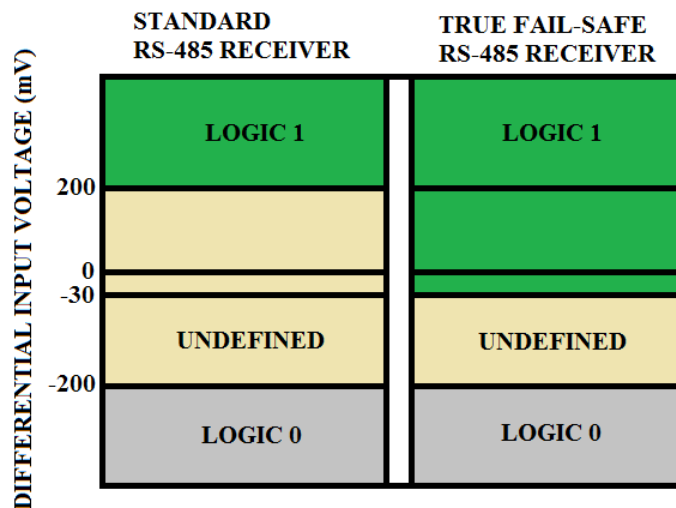 STANDARD
RS-485 RECEIVER
TRUE FAIL-SAFE
RS-485 RECEIVER
DIFFERENTIAL INPUT VOLTAGE (mV)
LOGIC 1
LOGIC 1
200
0
-30
UNDEFINED
UNDEFINED
-200
LOGIC 0
LOGIC 0